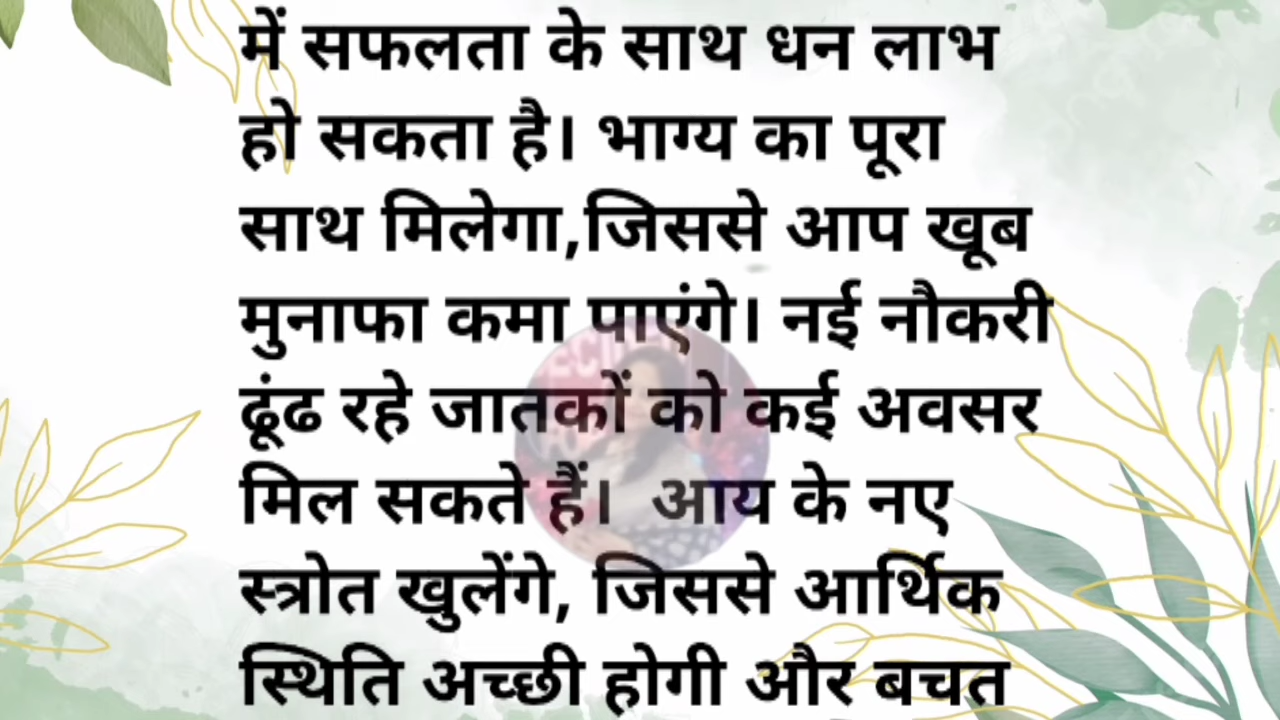 में सफलता के साथ धन लाभ
हो सकता है। भाग्य का पूरा
साथ मिलेगा,जिससे आप खूब
मुनाफा कमा पाएंगे। नई नौकरी
ढूंढ रहे जातकों को कई अवसर
मिल सकते हैं।  आय के नए
स्त्रोत खुलेंगे, जिससे आर्थिक
स्थिति अच्छी होगी और बचत